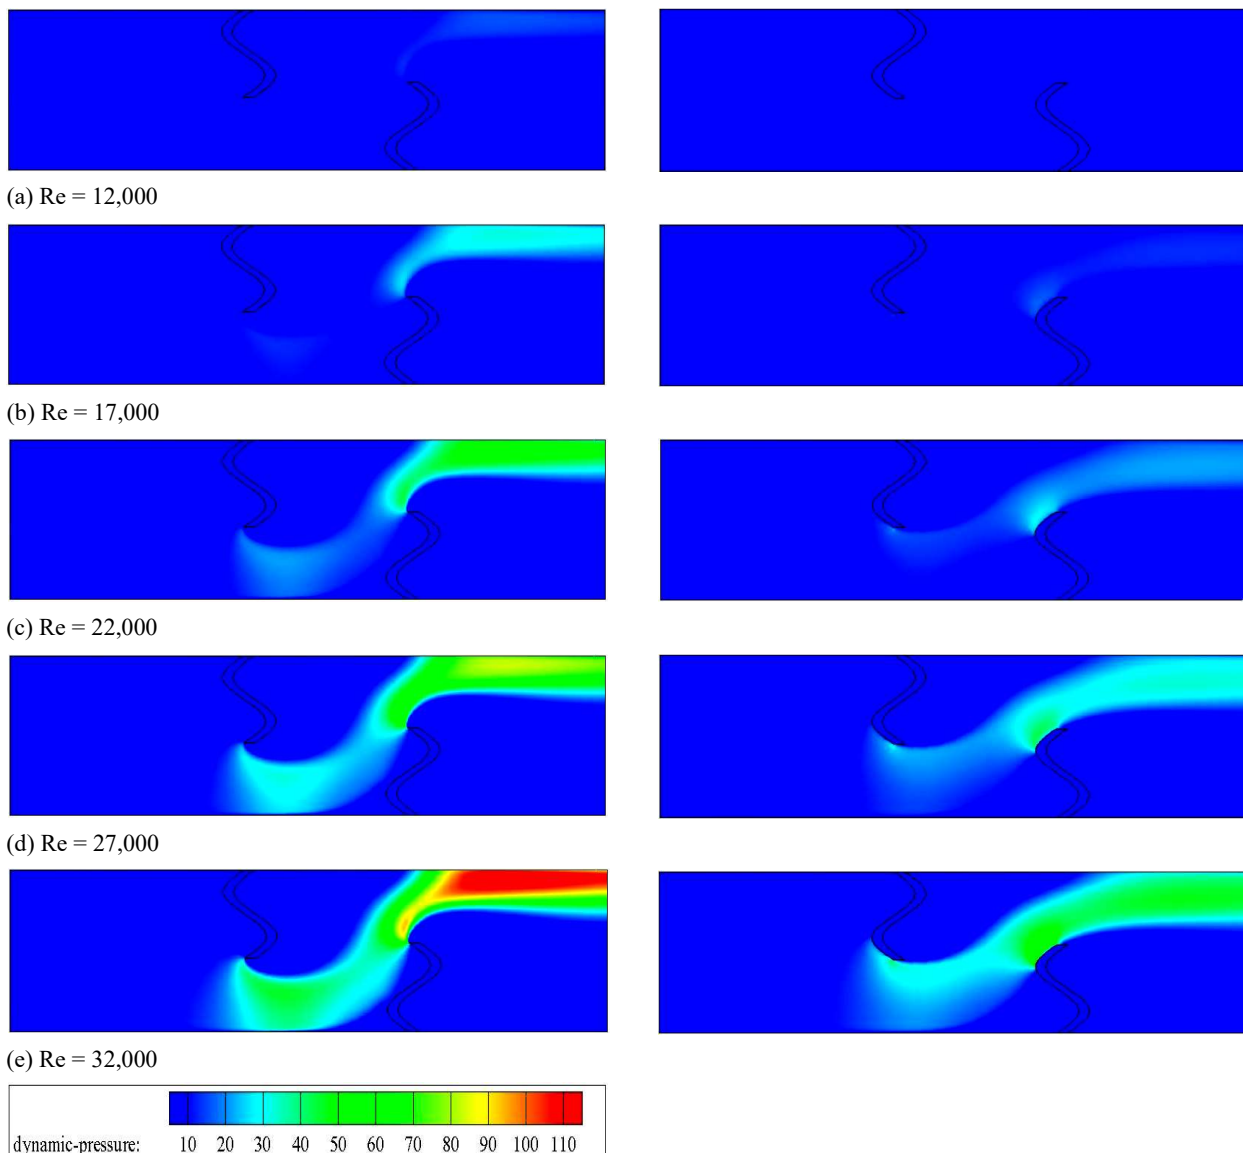 (a) Re = 12,000
(b) Re = 17,000
(c) Re = 22,000
(d) Re = 27,000
(e) Re = 32,000
dynamic-pressure: 10 20 30 40 50 60 70 80 90 100 110